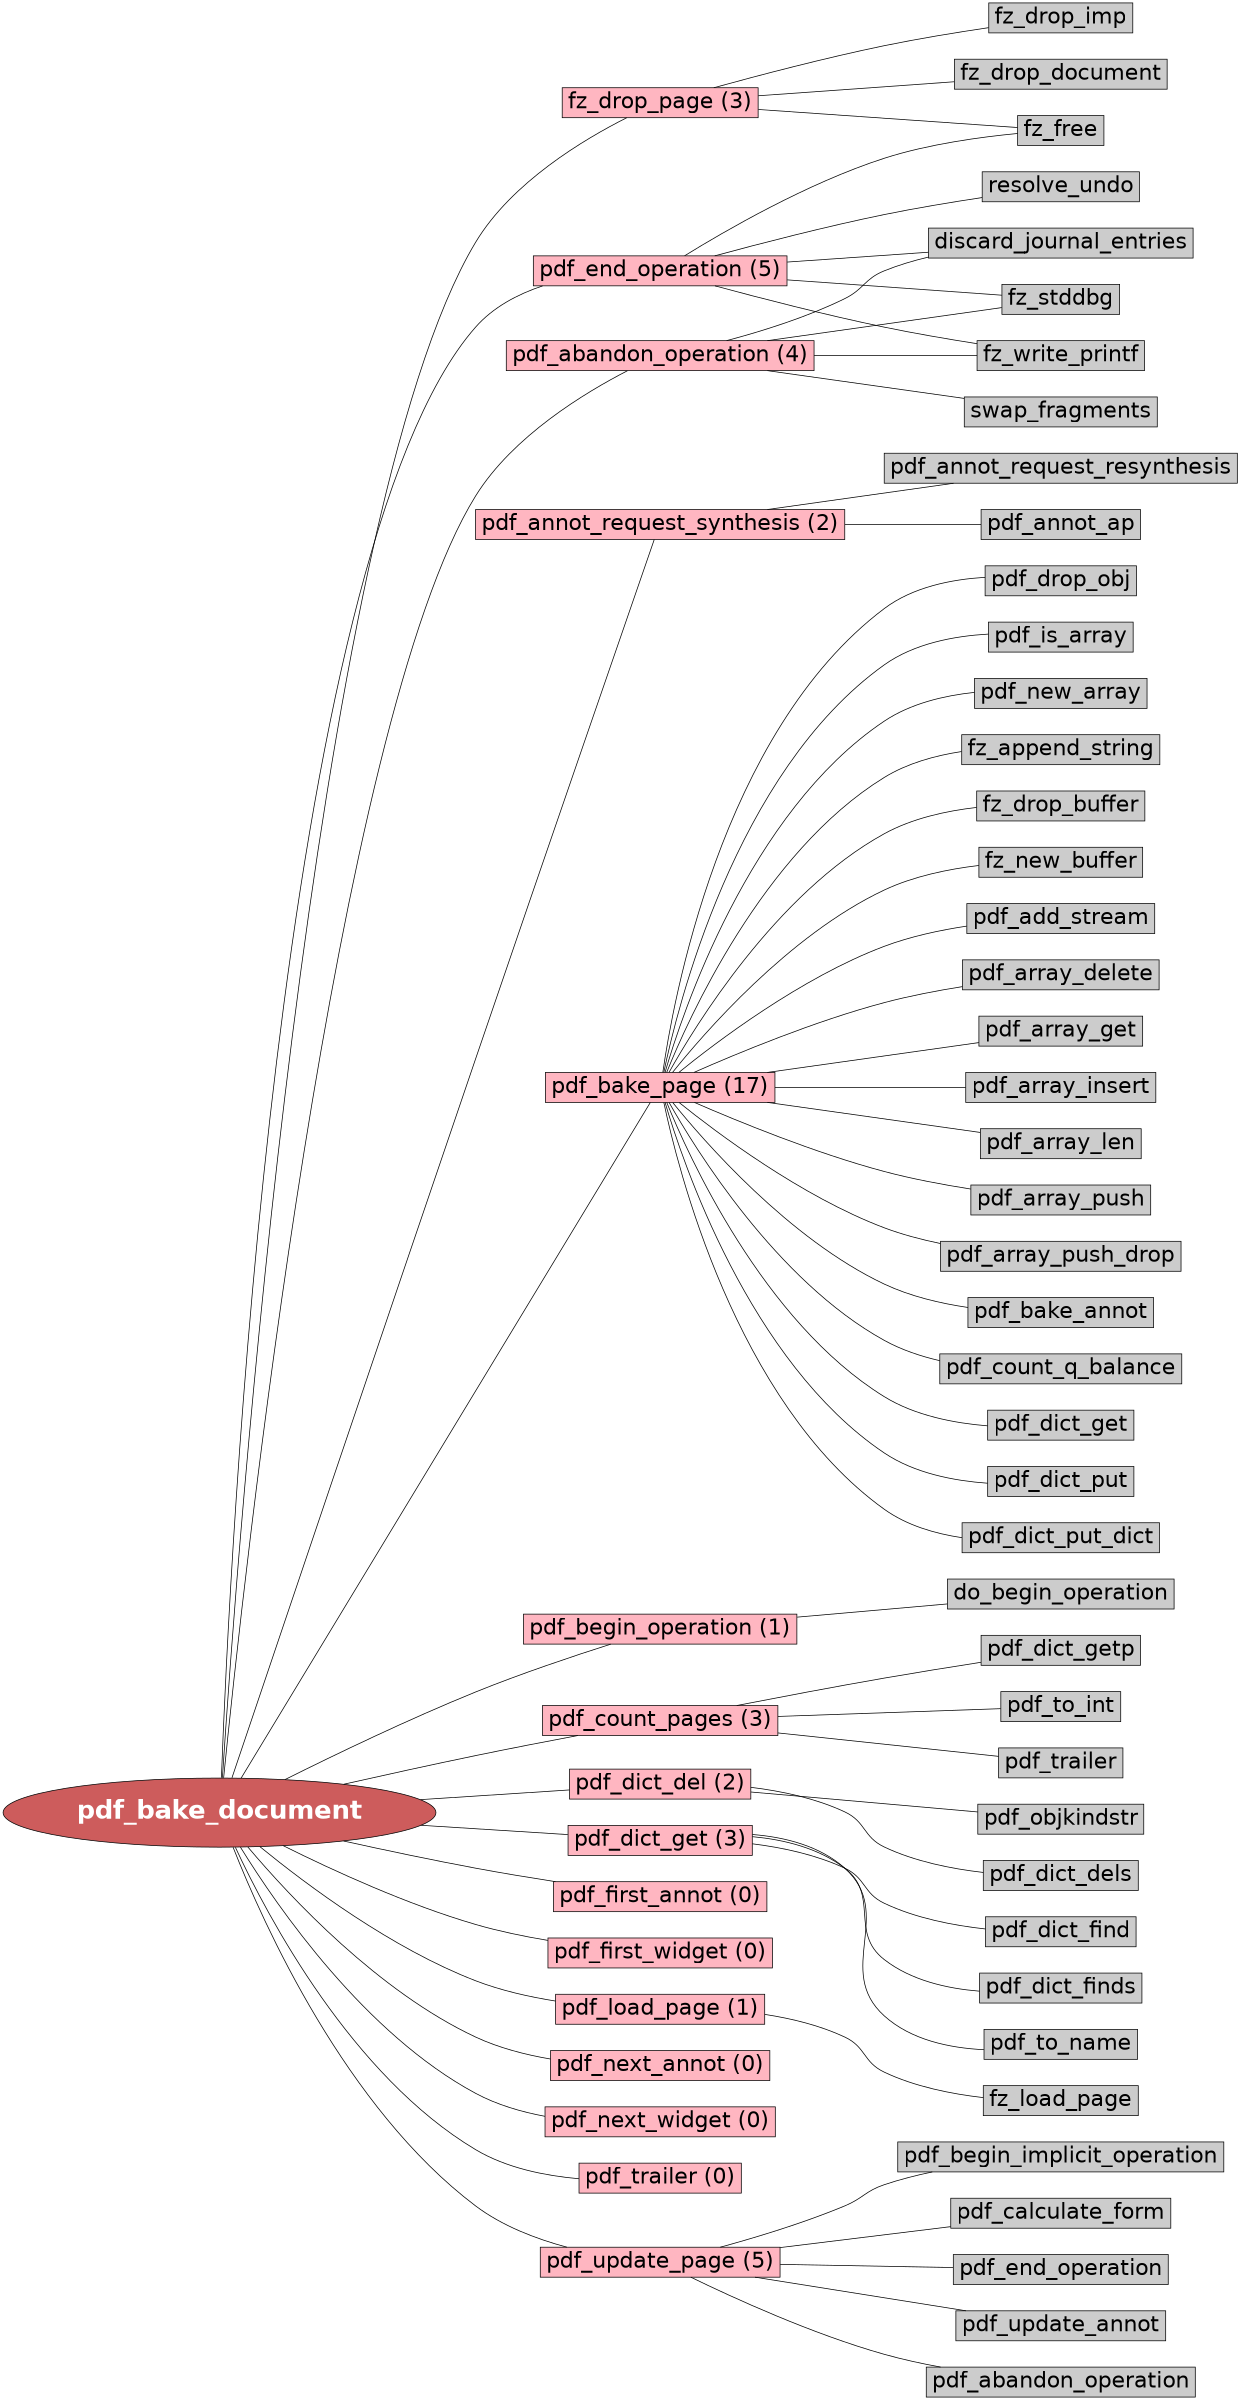 fz_drop_imp
fz_drop_document
fz_drop_page (3)
fz_free
resolve_undo
discard_journal_entries
pdf_end_operation (5)
fz_stddbg
pdf_abandon_operation (4)
fz_write_printf
swap_fragments
pdf_annot_request_resynthesis
pdf_annot_request_synthesis (2)
pdf_annot_ap
pdf_drop_obj
pdf_is_array
pdf_new_array
fz_append_string
fz_drop_buffer
fz_new_buffer
pdf_add_stream
pdf_array_delete
pdf_array_get
pdf_bake_page (17)
pdf_array_insert
pdf_array_len
pdf_array_push
pdf_array_push_drop
pdf_bake_annot
pdf_count_q_balance
pdf_dict_get
pdf_dict_put
pdf_dict_put_dict
do_begin_operation
pdf_begin_operation (1)
pdf_dict_getp
pdf_to_int
pdf_count_pages (3)
pdf_trailer
pdf_dict_del (2)
pdf_bake_document
pdf_objkindstr
pdf_dict_get (3)
pdf_dict_dels
pdf_first_annot (0)
pdf_dict_find
pdf_first_widget (0)
pdf_dict_finds
pdf_load_page (1)
pdf_to_name
pdf_next_annot (0)
fz_load_page
pdf_next_widget (0)
pdf_begin_implicit_operation
pdf_trailer (0)
pdf_calculate_form
pdf_update_page (5)
pdf_end_operation
pdf_update_annot
pdf_abandon_operation